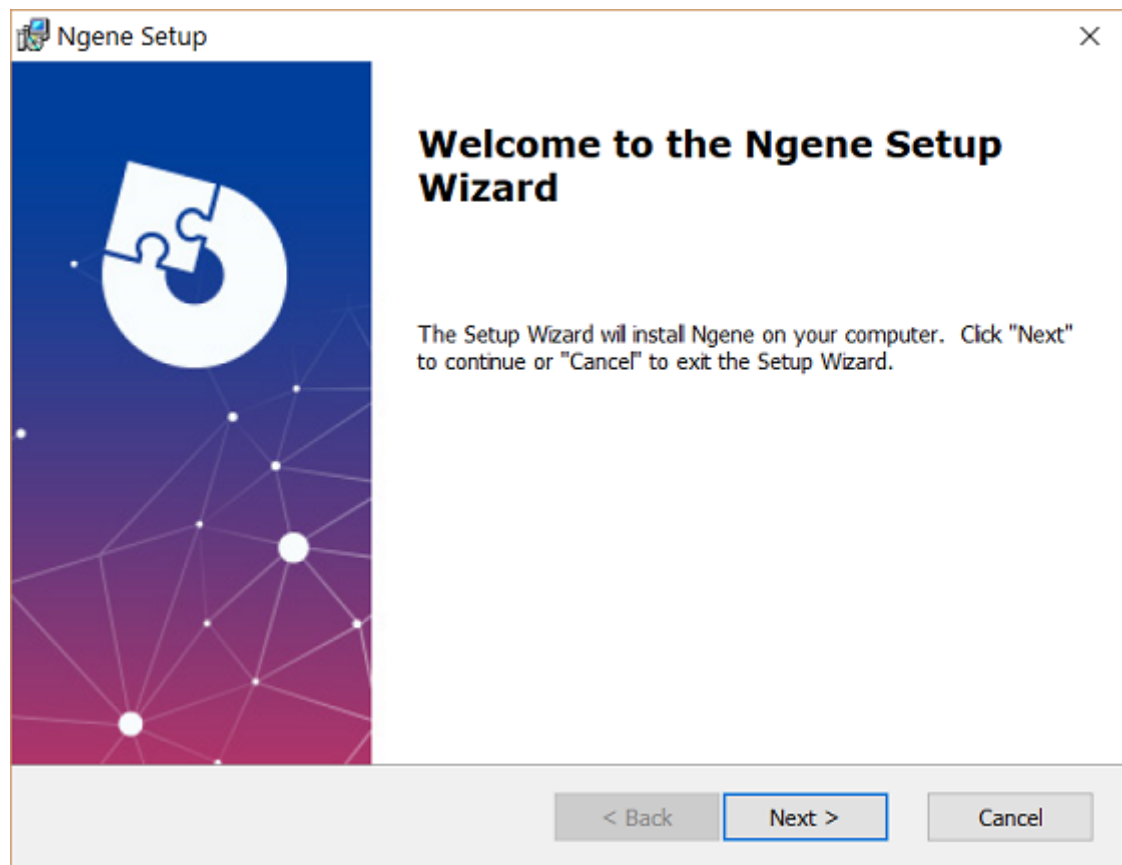 Ngene Setup
Welcome to the Ngene Setup
Wizard
The Setup Wizard will install Ngene on your computer.  Click "Next"
to continue or "Cancel" to exit the Setup Wizard.
< Back
Next >
Cancel